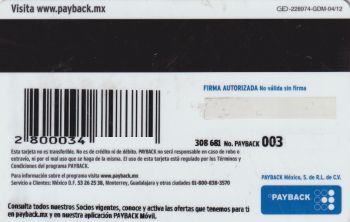 Visita www.payback.mx
GEJ-228074-GDM-04/12
FIRMA AUTORIZADA No válida sin firma
2 800034
308 681 No. PAYBACK 003
Esta tarjeta no es transferible. No es de crédito ni de débito. PAYBACK no será responsable en caso de robo o
extravío, ni por el mal uso que se haga de la misma. El uso de esta tarjeta está regulado por los Términos y
Condiciones del programa PAYBACK.
Para información sobre el programa visite www.payback.mx
Servicio a Clientes: México D.F. 53 26 25 38, Monterrey, Guadalajara y otras ciudades 01-800-838-3570
PAYBACK México, S. de R.L. de C.V.
PAYBACK
Consulta todos nuestros Socios vigentes, conoce y activa las ofertas que tenemos para ti
en payback.mx y en nuestra aplicación PAYBACK Móvil.